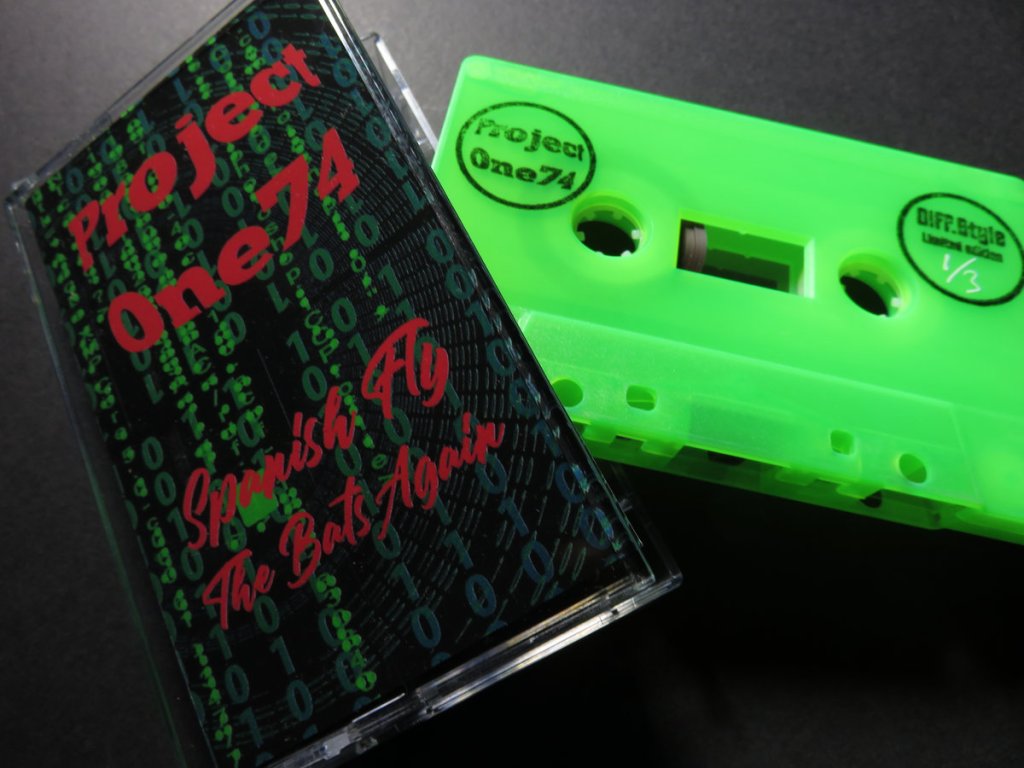 Project
One74
Spanish Fly
The Bats Again
Project
One74
Diff.Style
Limited edition
1/3